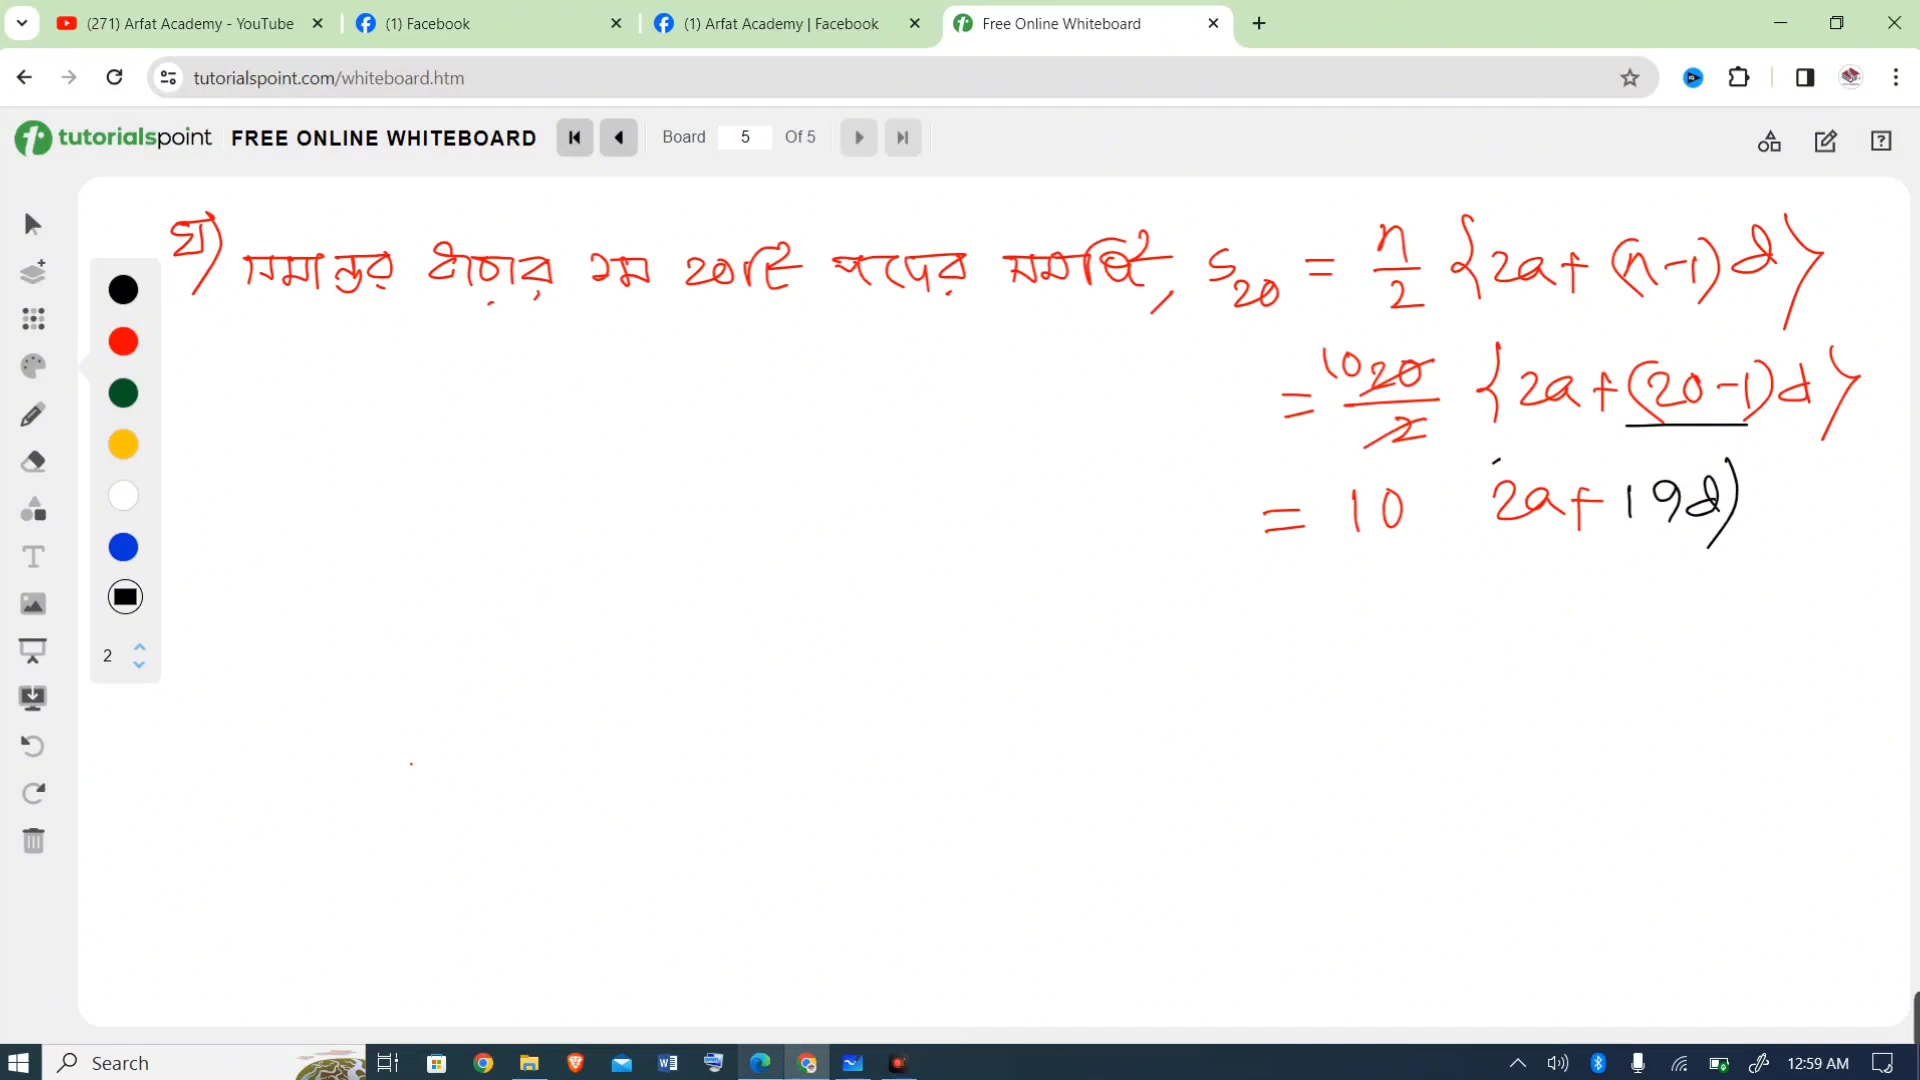 (271) Arfat Academy - YouTube
(1) Facebook
(1) Arfat Academy | Facebook
Free Online Whiteboard
tutorialspoint.com/whiteboard.htm
tutorialspoint FREE ONLINE WHITEBOARD Board 5 Of 5
ঘ) সমান্তর ধারার ১ম 20টি পদের সমষ্টি, S₂₀ = n/2 {2a+(n-1)d}
= 10 20/2 {2a+(20-1)d}
= 10 2a+19d)
2
Search
12:59 AM